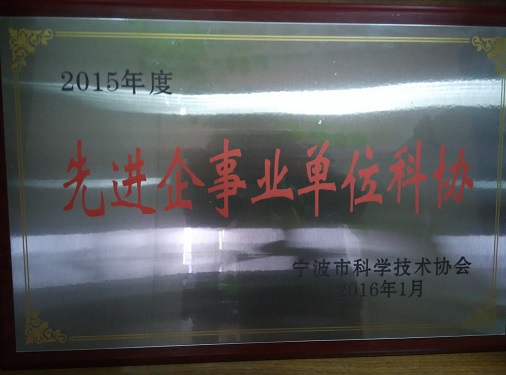 2015年度
先进企事业单位科协
宁波市科学技术协会
2016年1月